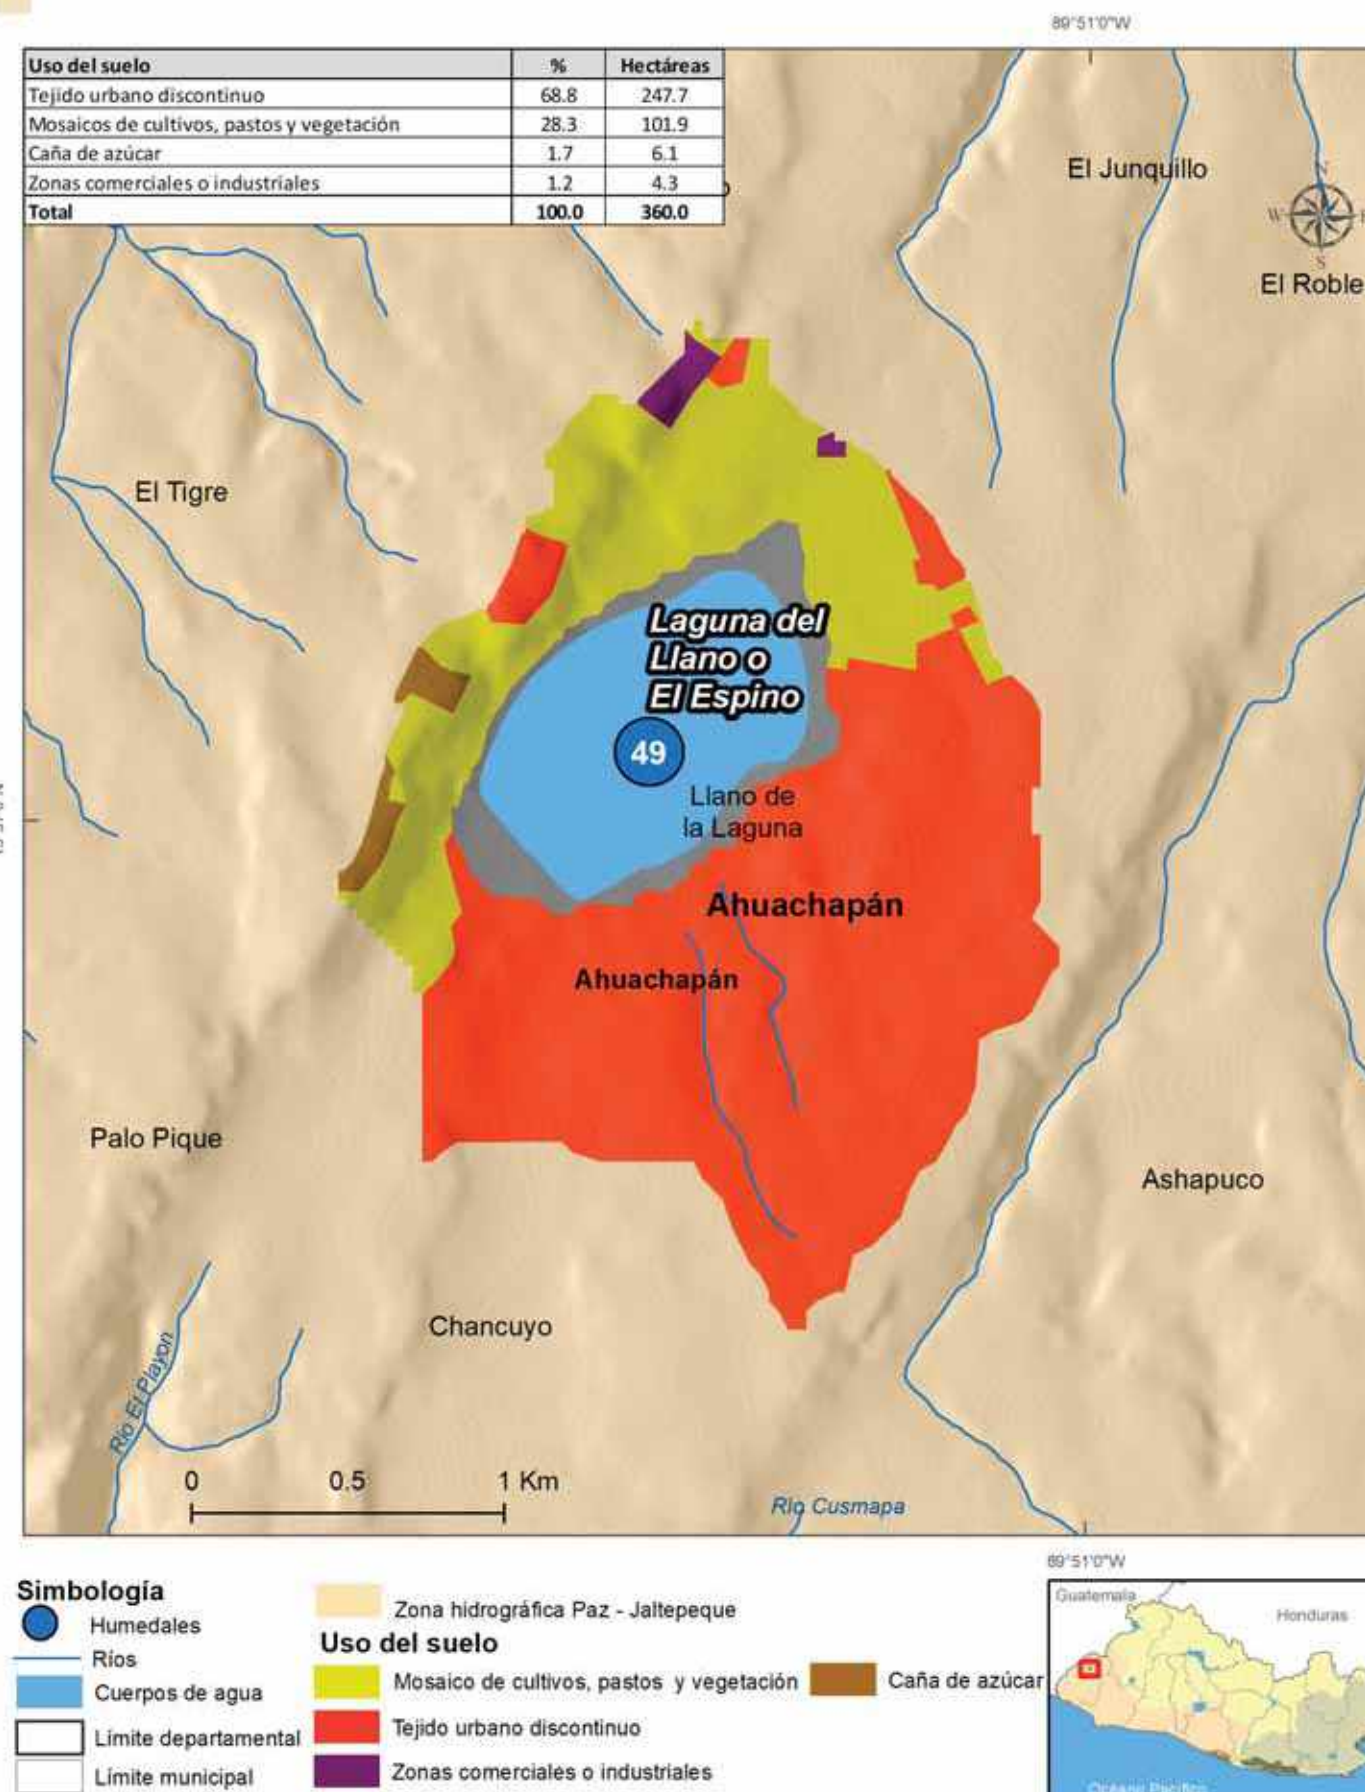 89°51'0"W
Uso del suelo % Hectáreas
Tejido urbano discontinuo 68.8 247.7
Mosaicos de cultivos, pastos y vegetación 28.3 101.9
Caña de azúcar 1.7 6.1
Zonas comerciales o industriales 1.2 4.3
Total 100.0 360.0
El Junquillo
N
W
S
El Roble
El Tigre
Laguna del
Llano o
El Espino
49
Llano de
la Laguna
Ahuachapán
Ahuachapán
Palo Pique
Ashapuco
Chancuyo
Río El Playon
0 0.5 1 Km
Río Cusmapa
89°51'0"W
Simbología
Humedales
Ríos
Cuerpos de agua
Límite departamental
Límite municipal
Zona hidrográfica Paz - Jaltepeque
Uso del suelo
Mosaico de cultivos, pastos y vegetación
Caña de azúcar
Tejido urbano discontinuo
Zonas comerciales o industriales
Guatemala
Honduras
Océano Pacífico